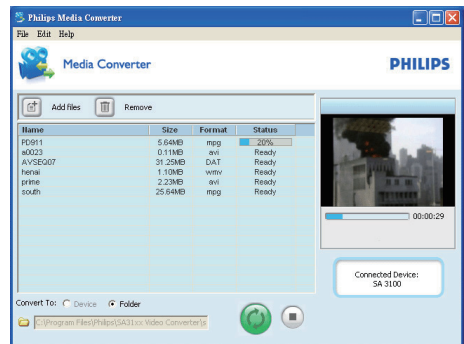 Philips Media Converter
File Edit Help
Media Converter
PHILIPS
Add files Remove
Name Size Format Status
PD911 5.64MB mpg 20%
a0023 0.11MB avi Ready
AVSEQ07 31.25MB DAT Ready
henai 1.10MB wmv Ready
prime 2.23MB avi Ready
south 25.64MB mpg Ready
00:00:29
Connected Device:
SA 3100
Convert To: Device Folder
C:\Program Files\Philips\SA31xx Video Converter\s